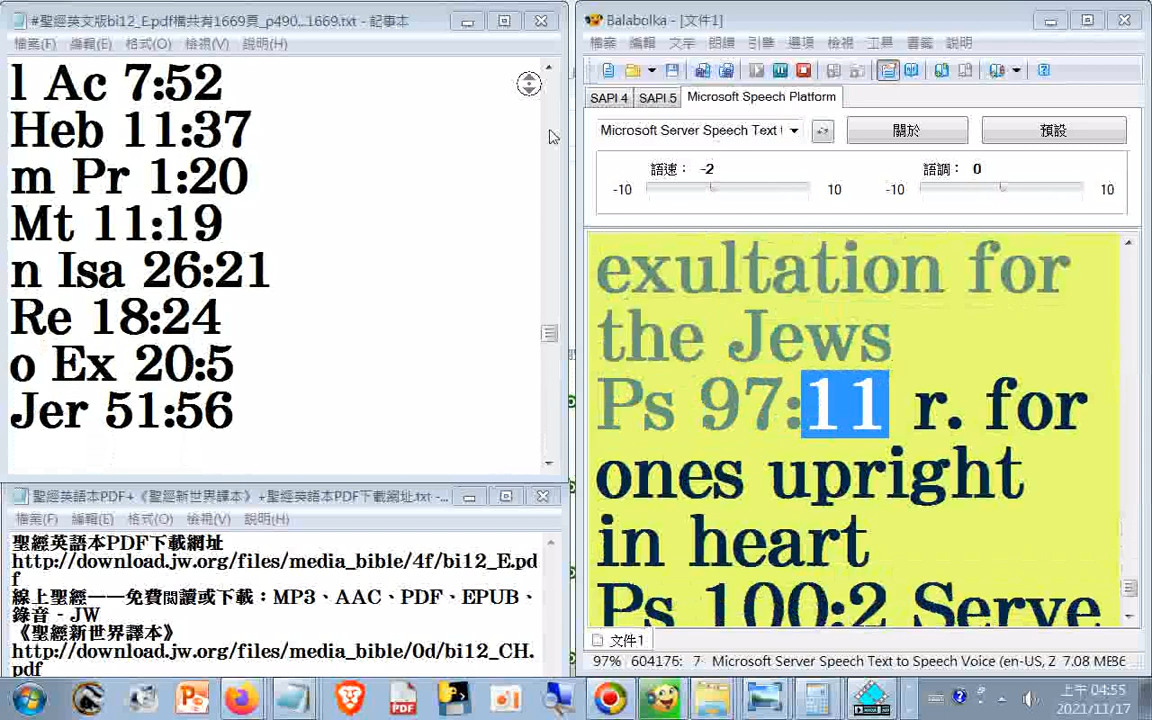 #聖經英文版bi12_E.pdf檔共有1669頁_p490...1669.txt - 記事本
檔案(F) 編輯(E) 格式(O) 檢視(V) 說明(H)
l Ac 7:52
Heb 11:37
m Pr 1:20
Mt 11:19
n Isa 26:21
Re 18:24
o Ex 20:5
Jer 51:56
聖經英語本PDF+《聖經新世界譯本》+聖經英語本PDF下載網址.txt -...
檔案(F) 編輯(E) 格式(O) 檢視(V) 說明(H)
聖經英語本PDF下載網址
http://download.jw.org/files/media_bible/4f/bi12_E.pd
f
線上聖經——免費閱讀或下載：MP3、AAC、PDF、EPUB、
錄音 - JW
《聖經新世界譯本》
http://download.jw.org/files/media_bible/0d/bi12_CH.
pdf
Balabolka - [文件1]
檔案 編輯 文字 朗讀 引擎 選項 檢視 工具 書籤 說明
SAPI 4 SAPI 5 Microsoft Speech Platform
Microsoft Server Speech Text 關於 預設
語速： -2 語調： 0
-10 10 -10 10
exultation for
the Jews
Ps 97:11 r. for
ones upright
in heart
Ps 100:2 Serve
文件1
97% 604175: 7 Microsoft Server Speech Text to Speech Voice (en-US, Z 7.08 MB
PDF
上午 04:55
2021/11/17